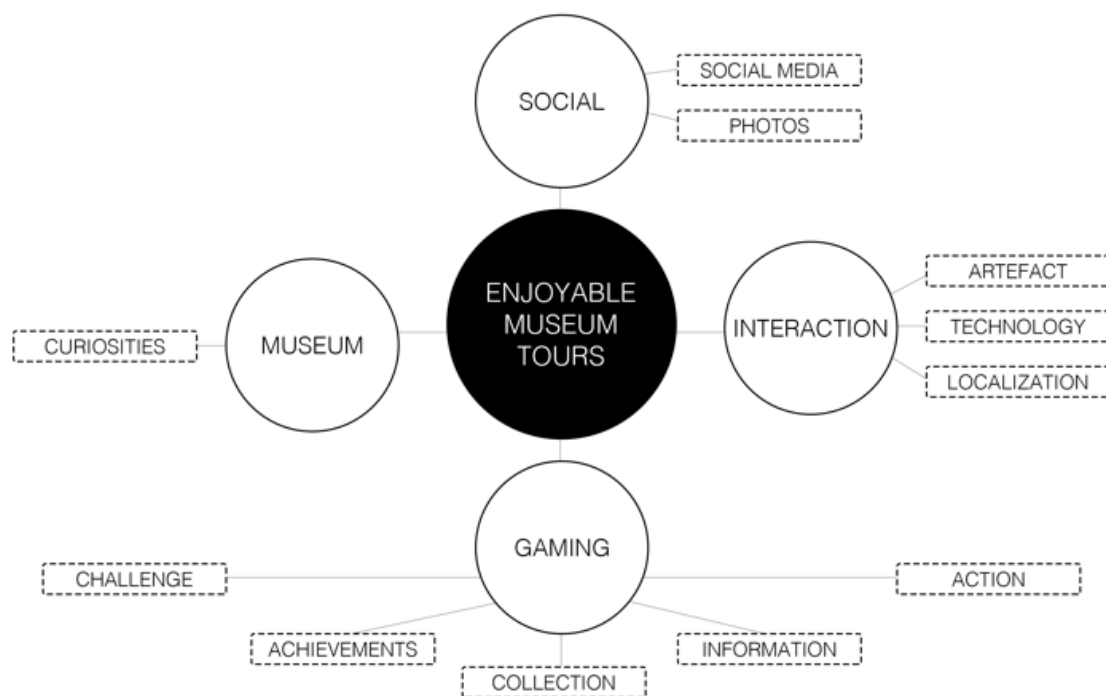 SOCIAL
SOCIAL MEDIA
PHOTOS
ENJOYABLE
MUSEUM
TOURS
MUSEUM
CURIOSITIES
INTERACTION
ARTEFACT
TECHNOLOGY
LOCALIZATION
GAMING
CHALLENGE
ACHIEVEMENTS
COLLECTION
INFORMATION
ACTION